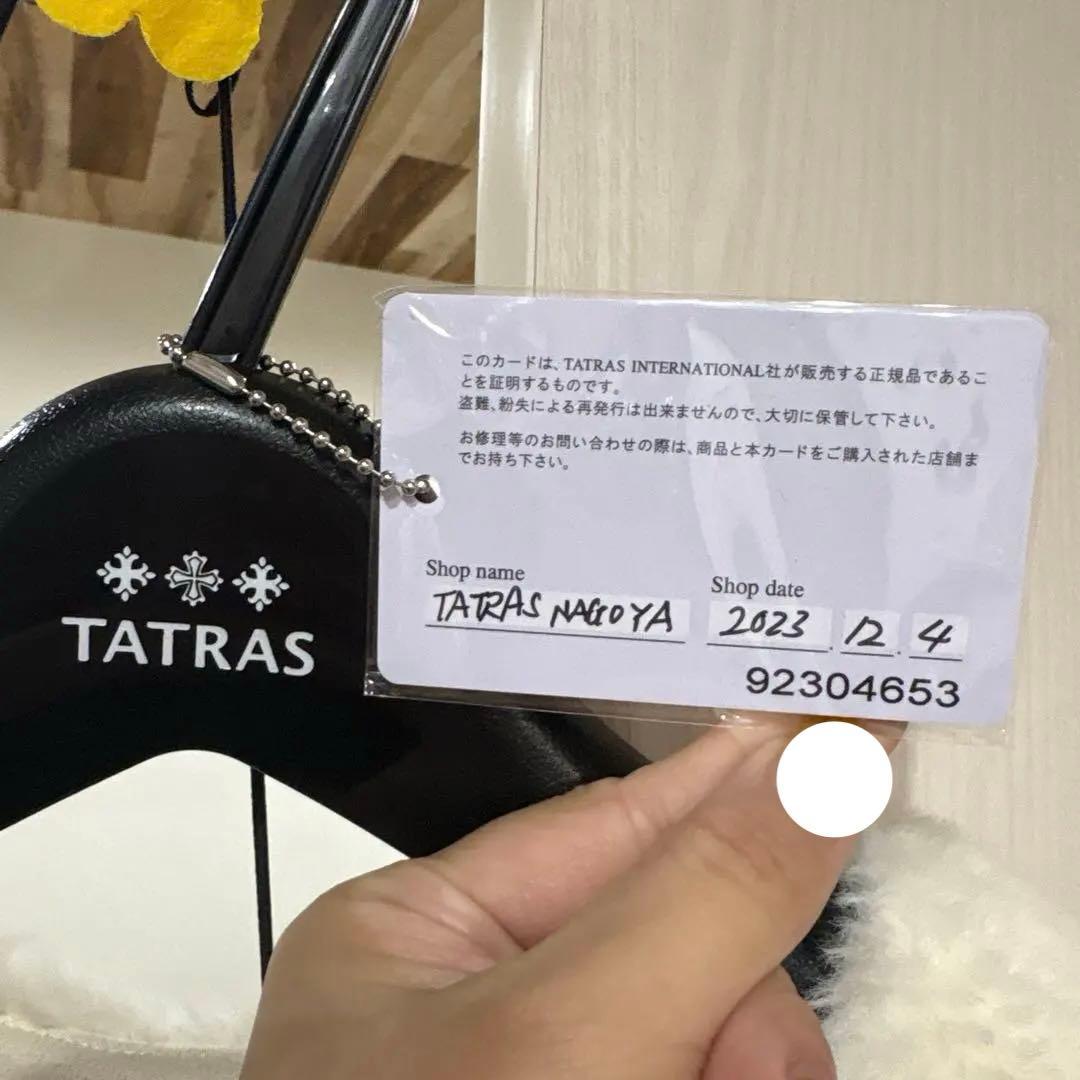 このカードは、TATRAS INTERNATIONAL社が販売する正規品であるこ
とを証明するものです。
盗難、紛失による再発行は出来ませんので、大切に保管して下さい。
お修理等のお問い合わせの際は、商品と本カードをご購入された店舗ま
でお持ち下さい。
Shop name
TATRAS NAGOYA
Shop date
2023.12.4
92304653
TATRAS